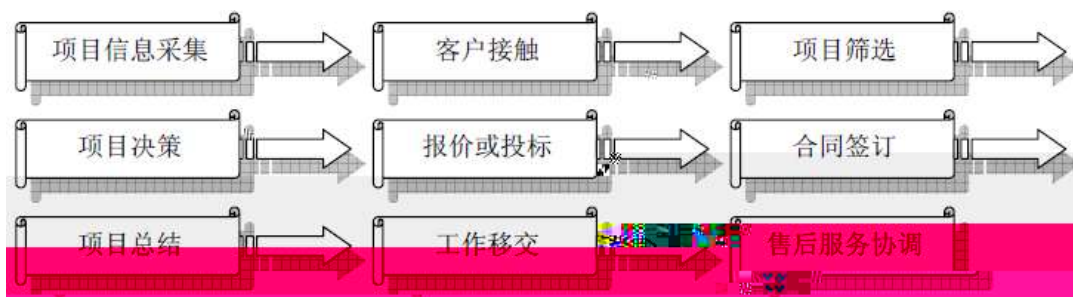 项目信息采集 客户接触 项目筛选
项目决策 报价或投标 合同签订
项目总结 工作移交 售后服务协调